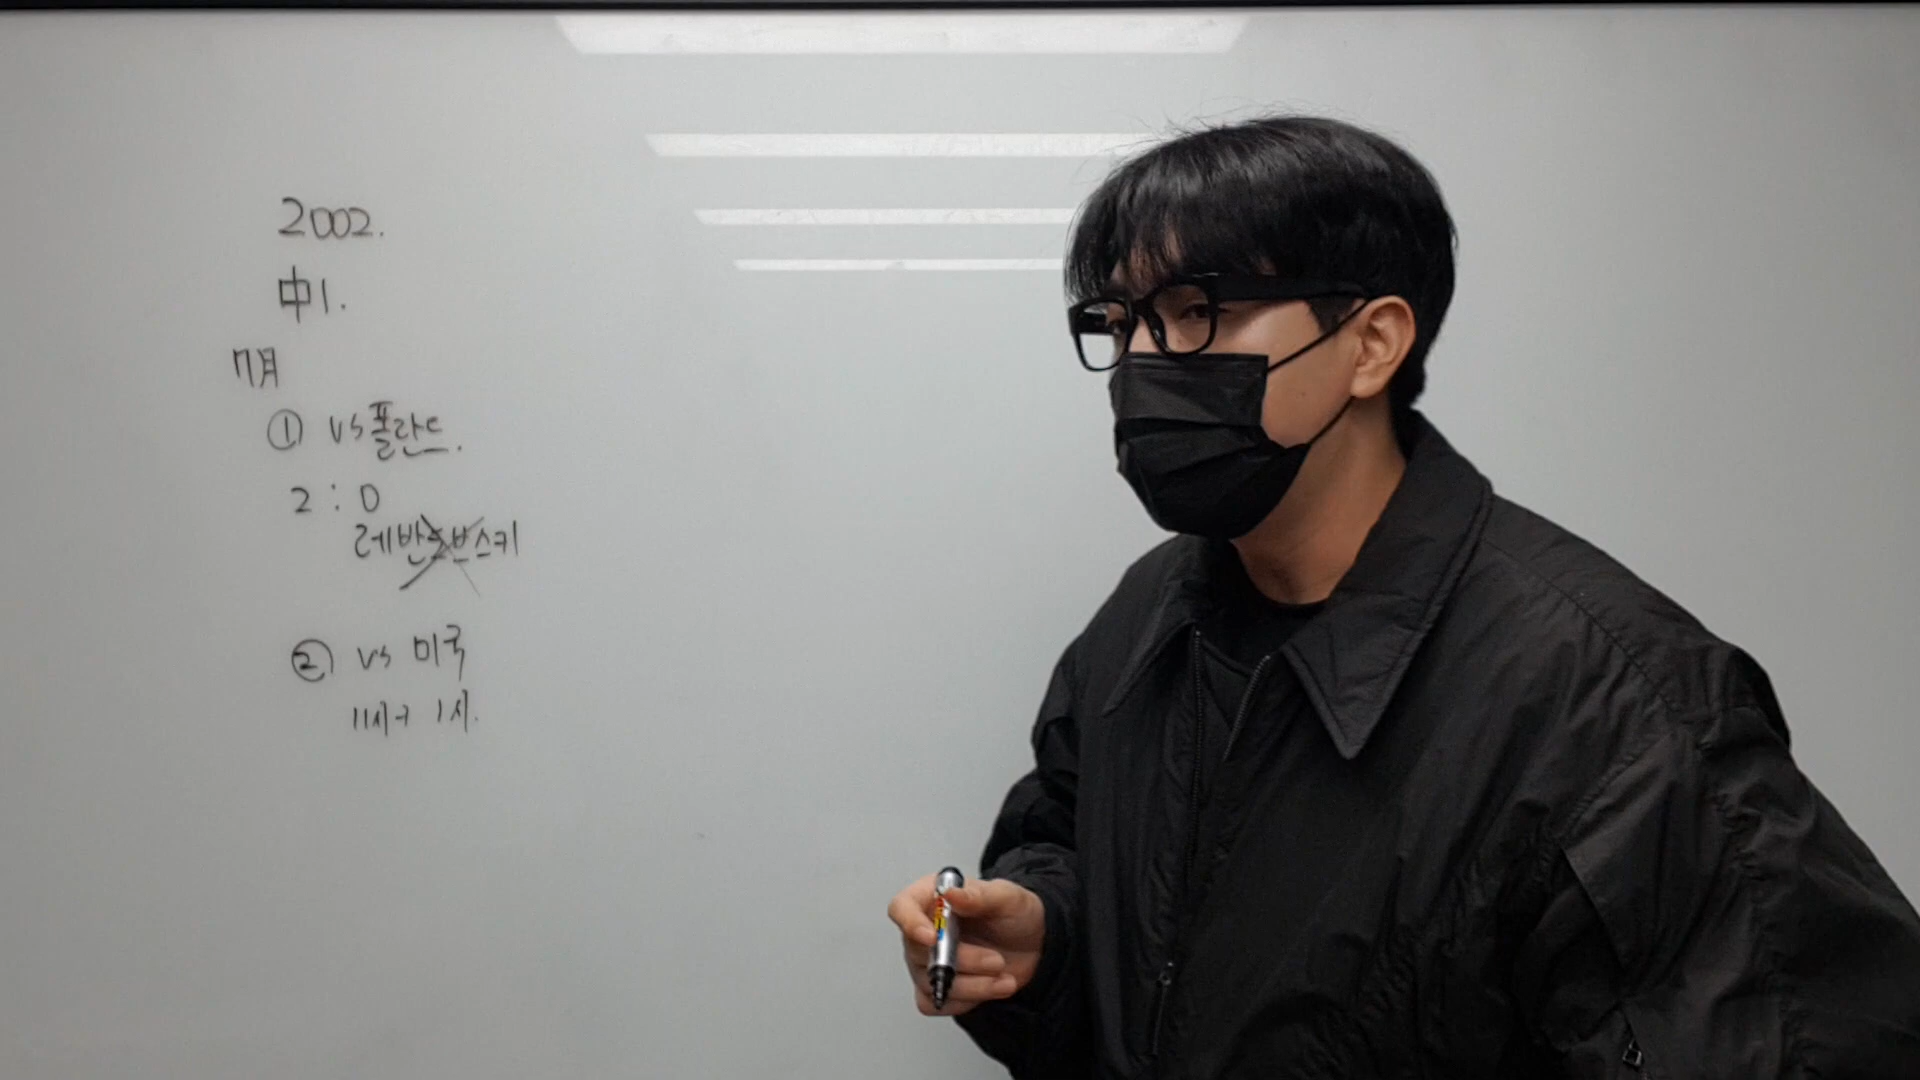 2002.
中1.
7月
① vs 폴란드.
2 : 0
레반도브스키
② vs 미국
11시→ 1시.